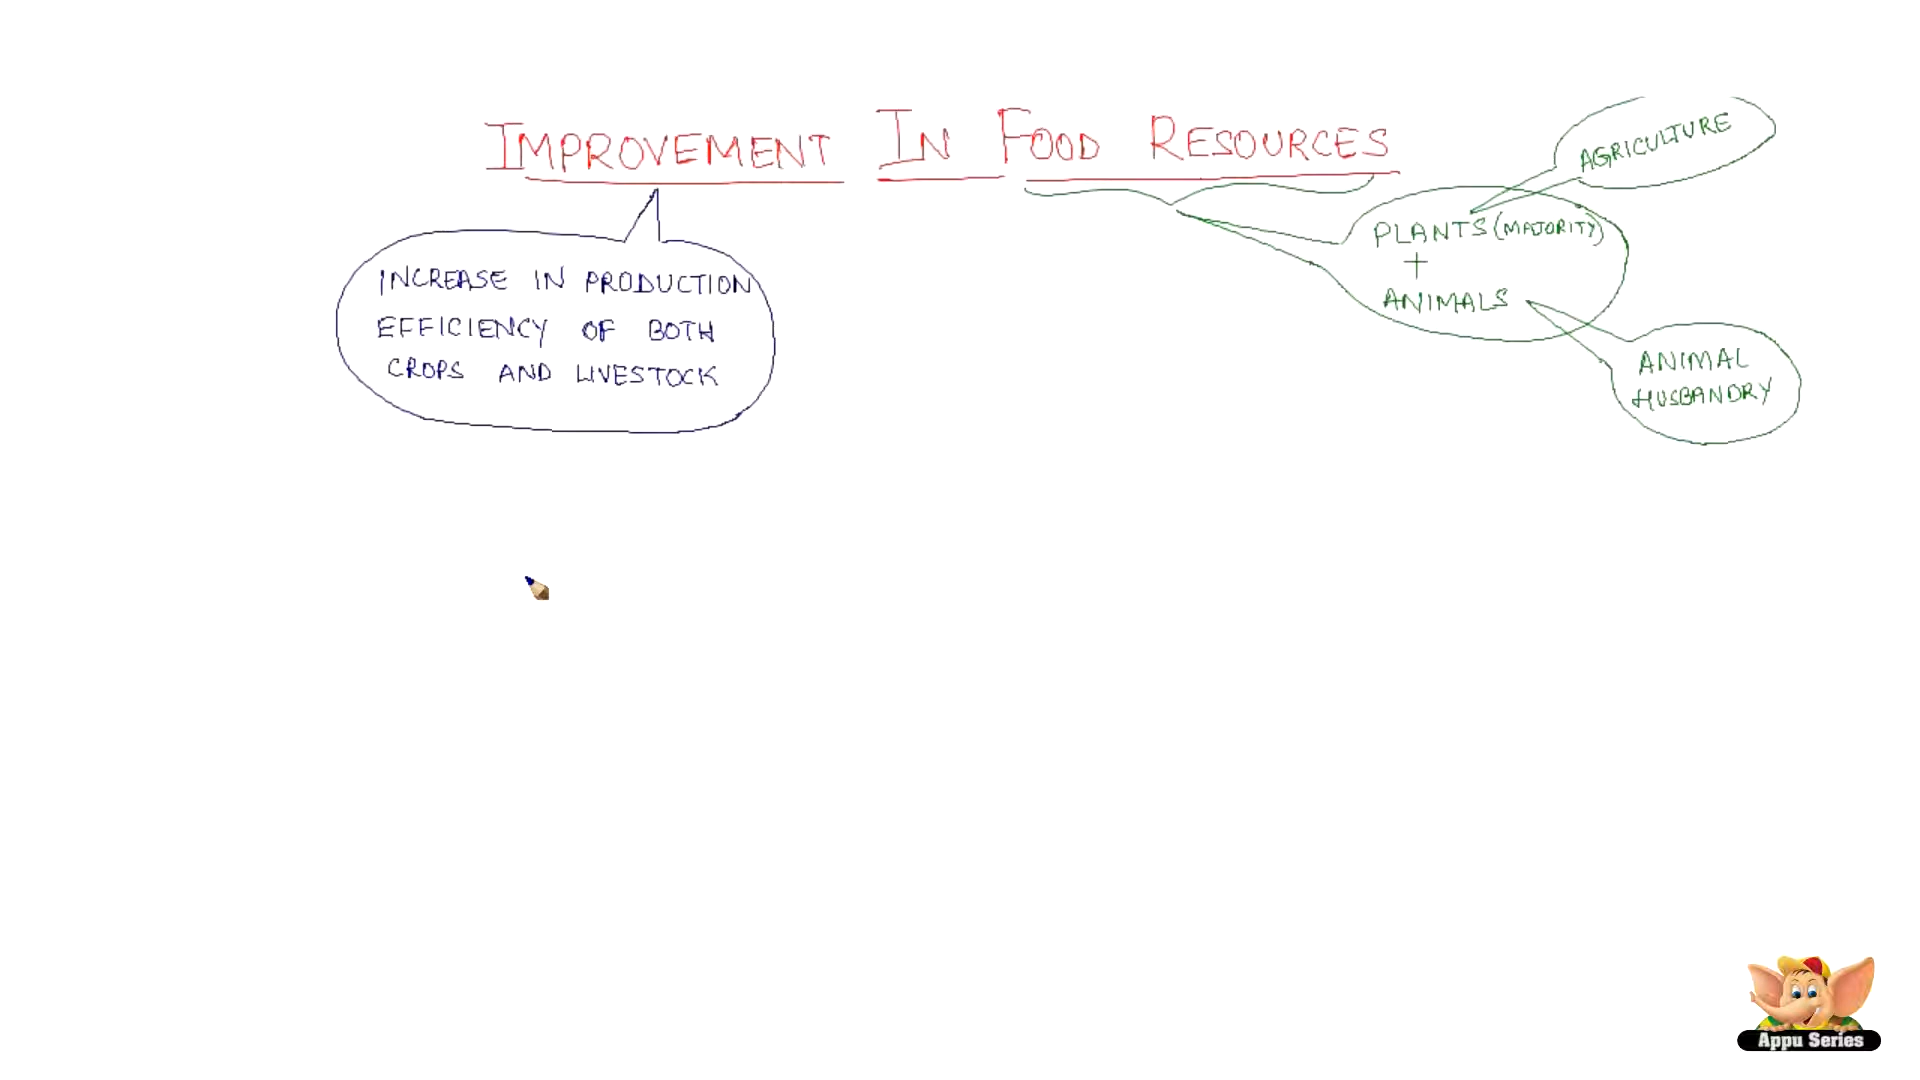 IMPROVEMENT IN FOOD RESOURCES
AGRICULTURE
PLANTS (MAJORITY)
+
ANIMALS
ANIMAL
HUSBANDRY
INCREASE IN PRODUCTION
EFFICIENCY OF BOTH
CROPS AND LIVESTOCK
Appu Series